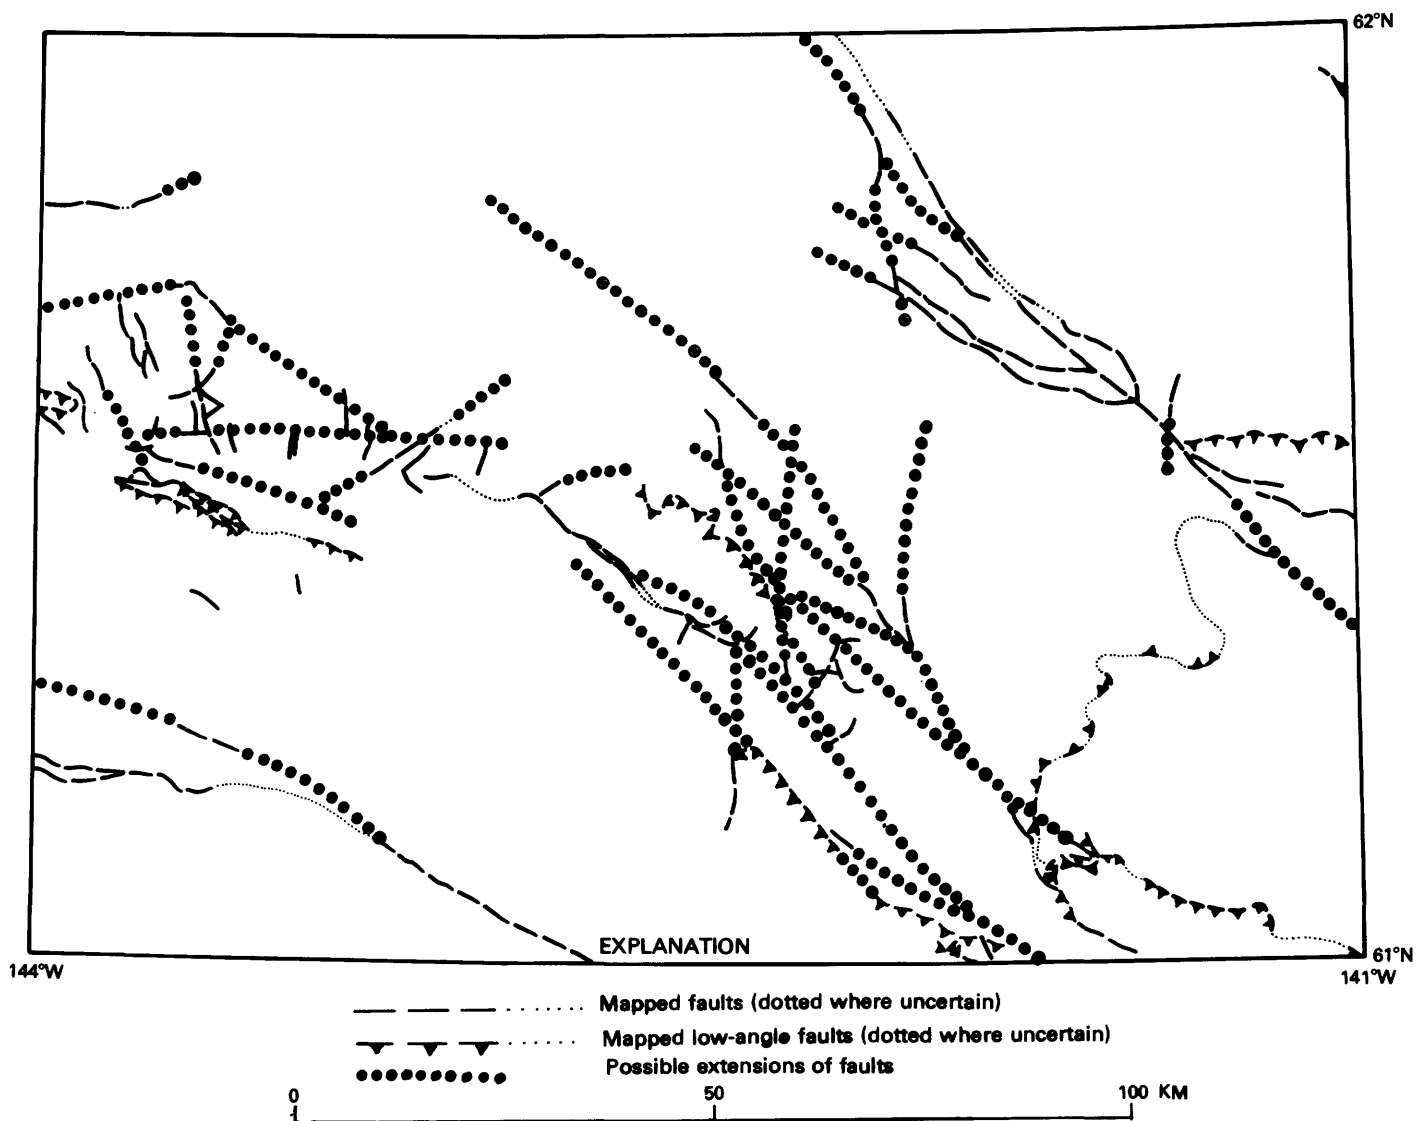 62°N
EXPLANATION
61°N
144°W
141°W
Mapped faults (dotted where uncertain)
Mapped low-angle faults (dotted where uncertain)
Possible extensions of faults
0 50 100 KM